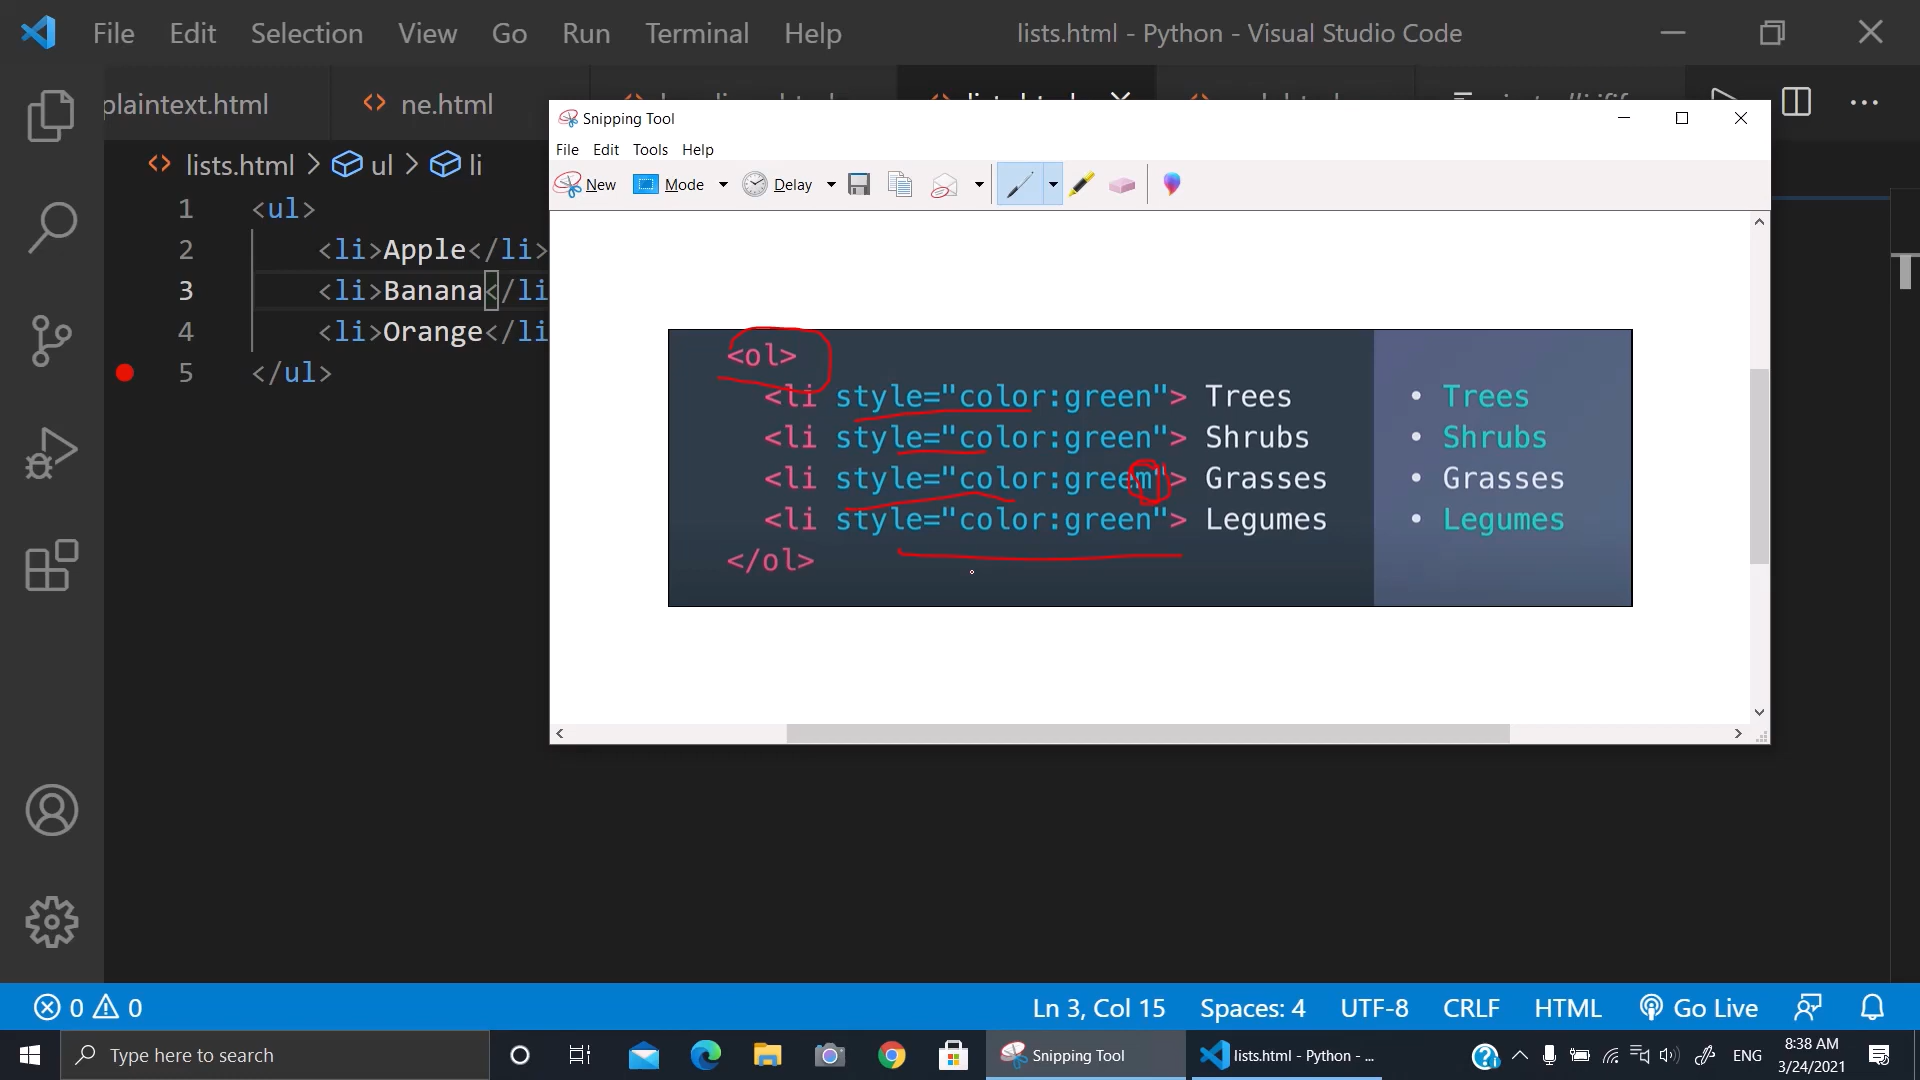 File Edit Selection View Go Run Terminal Help lists.html - Python - Visual Studio Code
plaintext.html ne.html
lists.html > ul > li
1 <ul>
2 <li>Apple</li>
3 <li>Banana</li
4 <li>Orange</li
5 </ul>
Snipping Tool
File Edit Tools Help
New Mode Delay
<ol>
<li style="color:green"> Trees
<li style="color:green"> Shrubs
<li style="color:greem"> Grasses
<li style="color:green"> Legumes
</ol>
• Trees
• Shrubs
• Grasses
• Legumes
0 0 Ln 3, Col 15 Spaces: 4 UTF-8 CRLF HTML Go Live
Type here to search Snipping Tool lists.html - Python - ... ENG 8:38 AM
3/24/2021